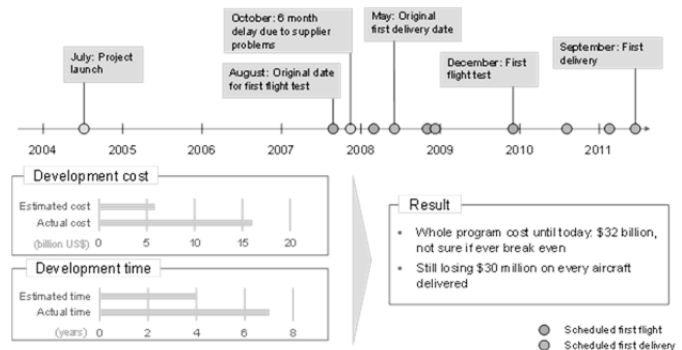 October: 6 month
delay due to supplier
problems
May: Original
first delivery date
September: First
delivery
July: Project
launch
August: Original date
for first flight test
December: First
flight test
2004 2005 2006 2007 2008 2009 2010 2011
Development cost
Estimated cost
Actual cost
(billion US$) 0 5 10 15 20
Development time
Estimated time
Actual time
(years) 0 2 4 6 8
Result
• Whole program cost until today: $32 billion,
not sure if ever break even
• Still losing $30 million on every aircraft
delivered
Scheduled first flight
Scheduled first delivery